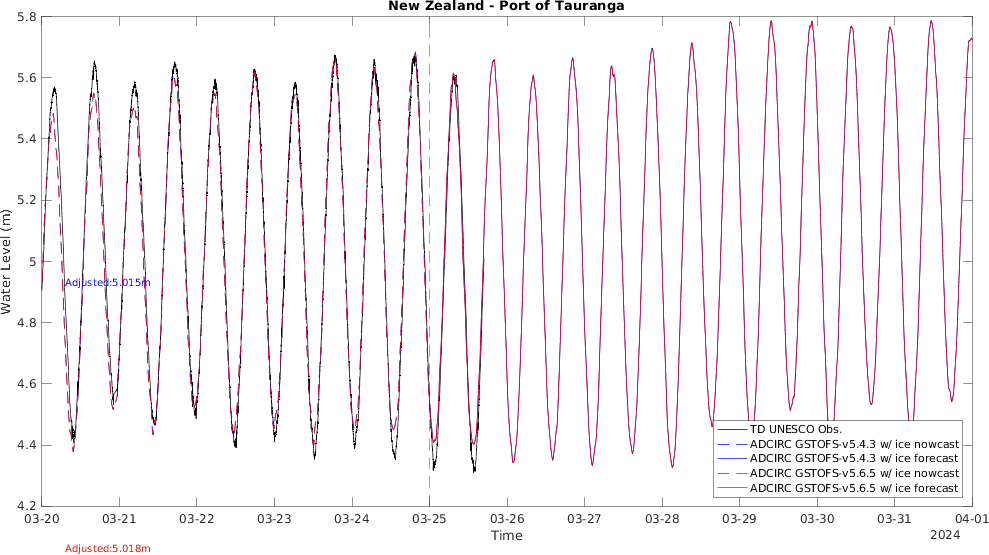 New Zealand - Port of Tauranga
5.8
5.6
5.4
5.2
5
4.8
4.6
4.4
4.2
Water Level (m)
Adjusted:5.015m
TD UNESCO Obs.
ADCIRC GSTOFS-v5.4.3 w/ ice nowcast
ADCIRC GSTOFS-v5.4.3 w/ ice forecast
ADCIRC GSTOFS-v5.6.5 w/ ice nowcast
ADCIRC GSTOFS-v5.6.5 w/ ice forecast
03-20 03-21 03-22 03-23 03-24 03-25 03-26 03-27 03-28 03-29 03-30 03-31 04-01
Time
2024
Adjusted:5.018m